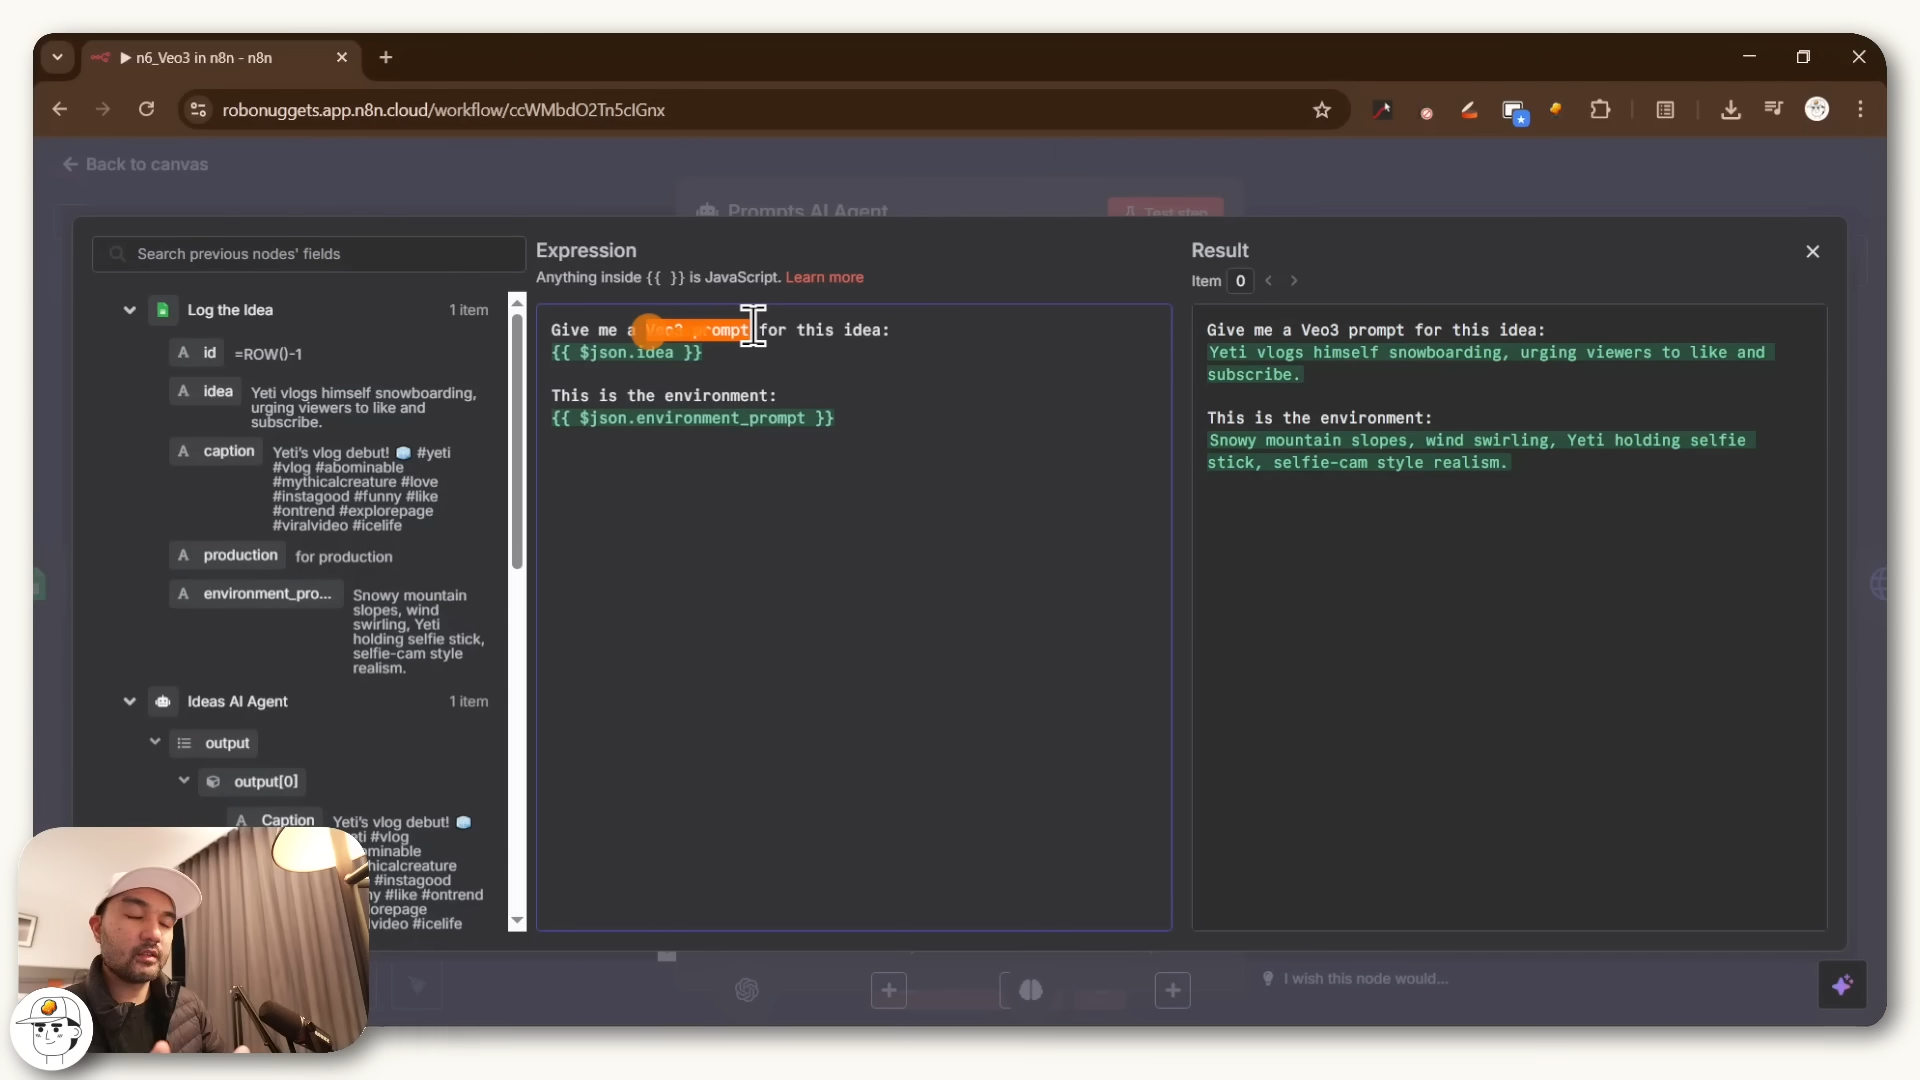 n6_Veo3 in n8n - n8n
robonuggets.app.n8n.cloud/workflow/ccWMbdO2Tn5cIGnx
Back to canvas
Prompts AI Agent
Test step
Search previous nodes' fields
Log the Idea 1 item
A id =ROW()-1
A idea Yeti vlogs himself snowboarding,
urging viewers to like and
subscribe.
A caption Yeti's vlog debut! 🧊 #yeti
#vlog #abominable
#mythicalcreature #love
#instagood #funny #like
#ontrend #explorepage
#viralvideo #icelife
A production for production
A environment_pro... Snowy mountain
slopes, wind
swirling, Yeti
holding selfie stick,
selfie-cam style
realism.
Ideas AI Agent 1 item
output
output[0]
A Caption Yeti's vlog debut! 🧊
#vlog
#instagood
#like #ontrend
#icelife
Expression
Anything inside {{ }} is JavaScript. Learn more
Give me a Veo3 prompt for this idea:
{{ $json.idea }}
This is the environment:
{{ $json.environment_prompt }}
Result
Item 0
Give me a Veo3 prompt for this idea:
Yeti vlogs himself snowboarding, urging viewers to like and
subscribe.
This is the environment:
Snowy mountain slopes, wind swirling, Yeti holding selfie
stick, selfie-cam style realism.
I wish this node would...